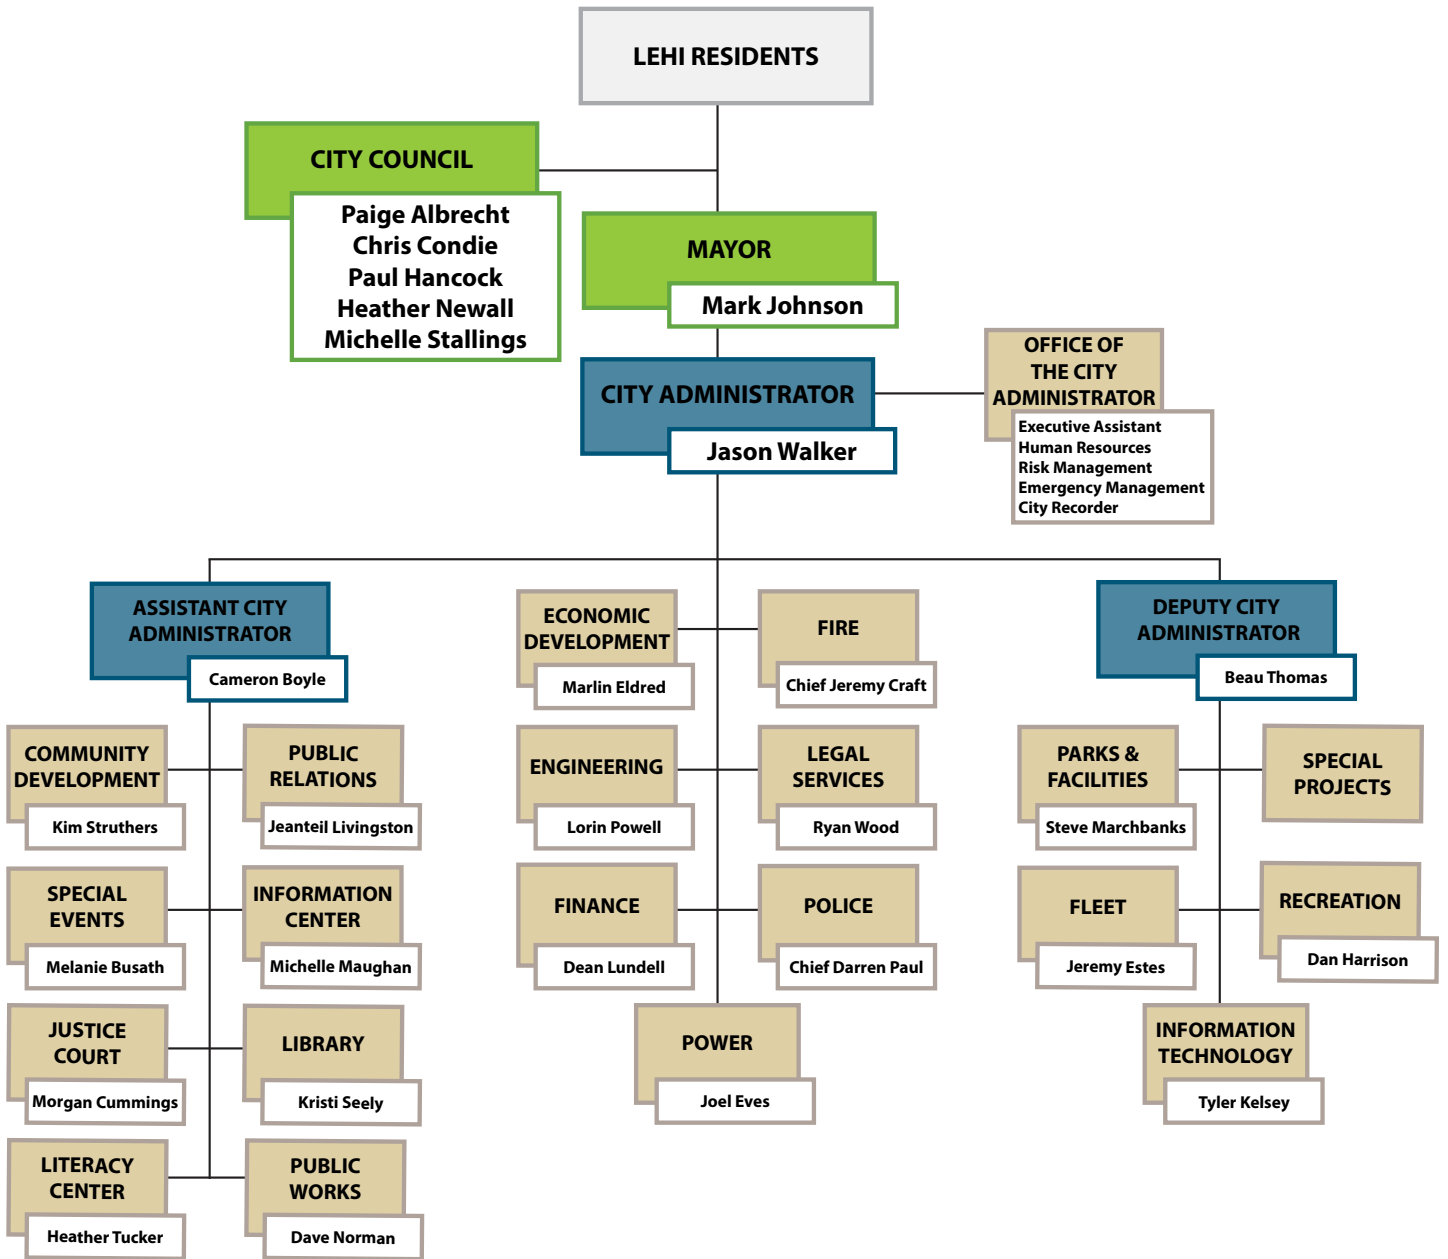 LEHI RESIDENTS
CITY COUNCIL
Paige Albrecht
Chris Condie
Paul Hancock
Heather Newall
Michelle Stallings
MAYOR
Mark Johnson
CITY ADMINISTRATOR
Jason Walker
OFFICE OF
THE CITY
ADMINISTRATOR
Executive Assistant
Human Resources
Risk Management
Emergency Management
City Recorder
ASSISTANT CITY
ADMINISTRATOR
Cameron Boyle
COMMUNITY
DEVELOPMENT
Kim Struthers
PUBLIC
RELATIONS
Jeanteil Livingston
SPECIAL
EVENTS
Melanie Busath
INFORMATION
CENTER
Michelle Maughan
JUSTICE
COURT
Morgan Cummings
LIBRARY
Kristi Seely
LITERACY
CENTER
Heather Tucker
PUBLIC
WORKS
Dave Norman
ECONOMIC
DEVELOPMENT
Marlin Eldred
FIRE
Chief Jeremy Craft
ENGINEERING
Lorin Powell
LEGAL
SERVICES
Ryan Wood
FINANCE
Dean Lundell
POLICE
Chief Darren Paul
POWER
Joel Eves
DEPUTY CITY
ADMINISTRATOR
Beau Thomas
PARKS &
FACILITIES
Steve Marchbanks
SPECIAL
PROJECTS
FLEET
Jeremy Estes
RECREATION
Dan Harrison
INFORMATION
TECHNOLOGY
Tyler Kelsey